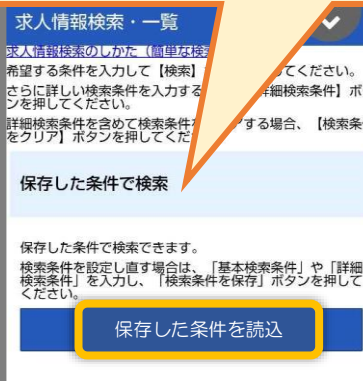 求人情報検索・一覧
求人情報検索のしかた（簡単な検
希望する条件を入力して【検索】 てください。
さらに詳しい検索条件を入力する 詳細検索条件】ボ
ンを押してください。
詳細検索条件を含めて検索条件を する場合、【検索条
をクリア】ボタンを押してくだ
保存した条件で検索
保存した条件で検索できます。
検索条件を設定し直す場合は、「基本検索条件」や「詳細
検索条件」を入力し、「検索条件を保存」ボタンを押して
ください。
保存した条件を読込